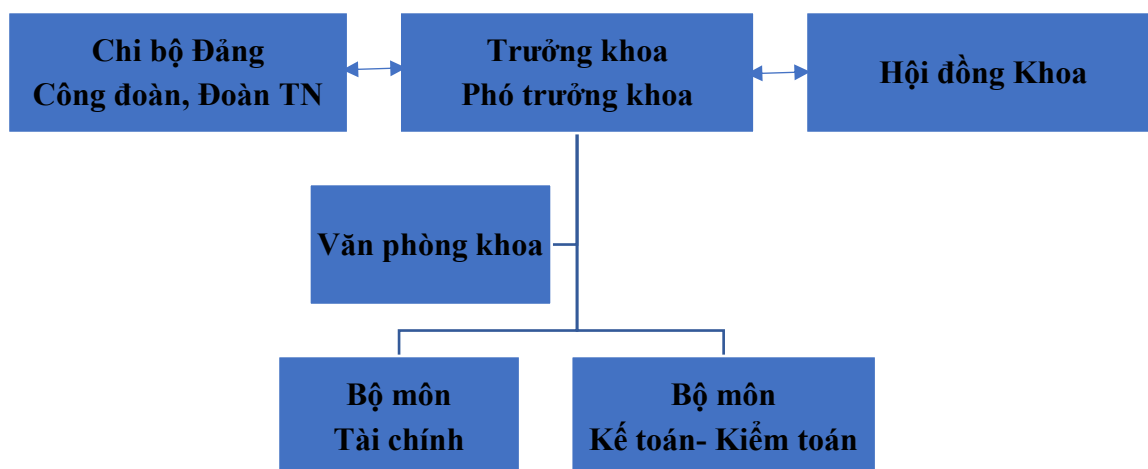 Chi bộ Đảng
Công đoàn, Đoàn TN
Trưởng khoa
Phó trưởng khoa
Hội đồng Khoa
Văn phòng khoa
Bộ môn
Tài chính
Bộ môn
Kế toán- Kiểm toán